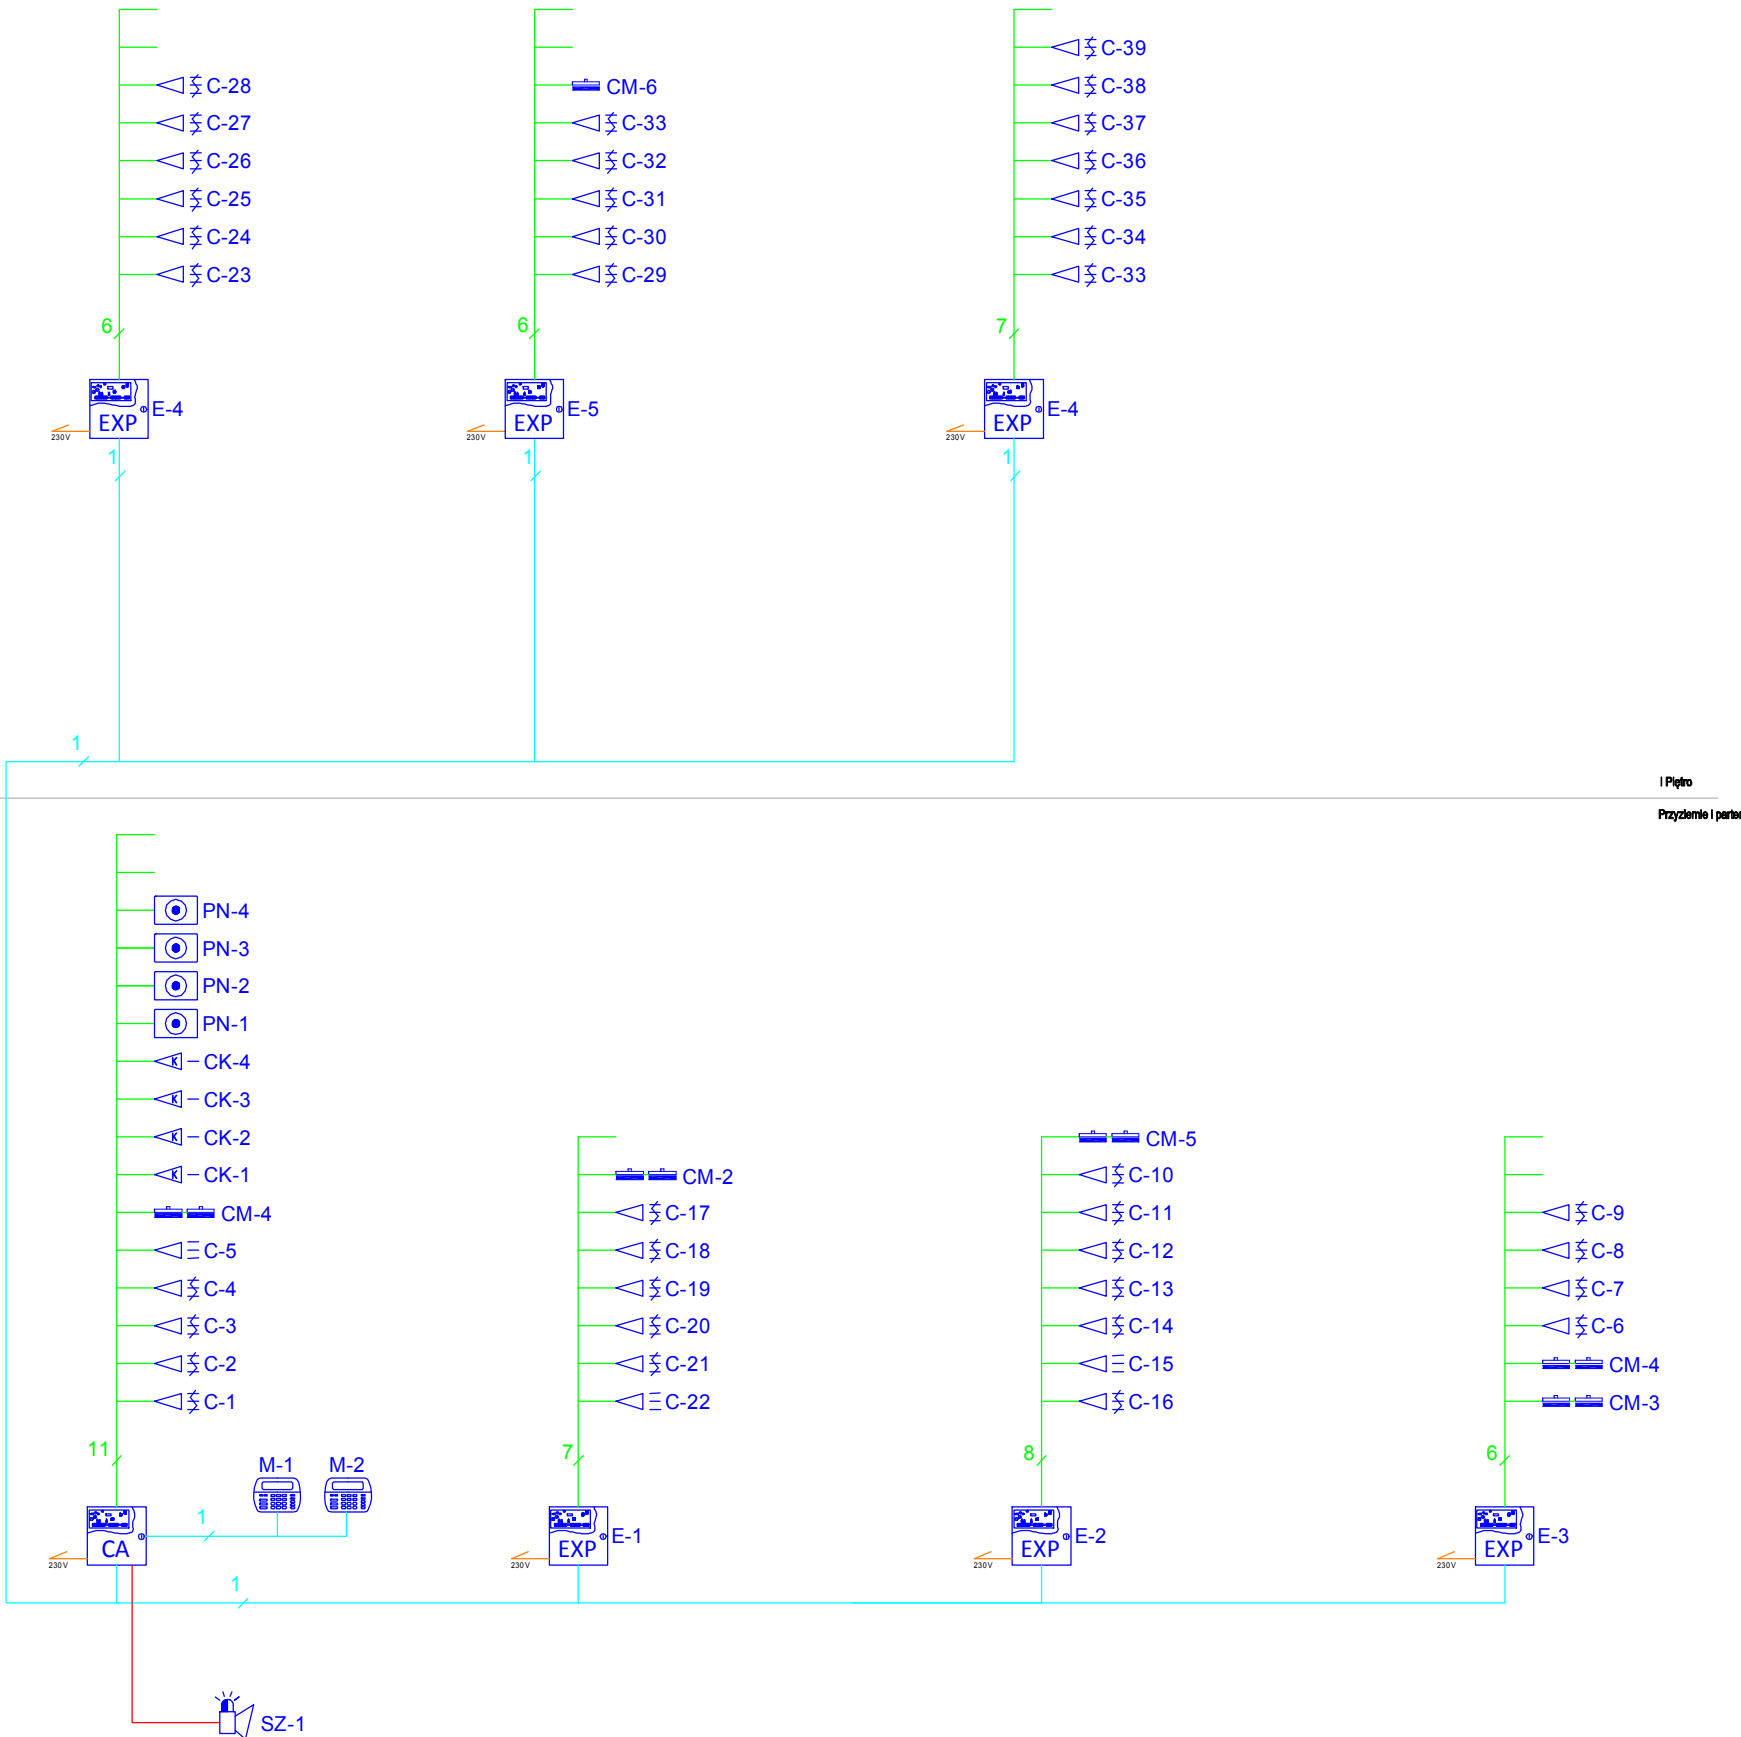 C-39
C-28 CM-6 C-38
C-27 C-33 C-37
C-26 C-32 C-36
C-25 C-31 C-35
C-24 C-30 C-34
C-23 C-29 C-33
6 6 7
E-4 E-5 E-4
EXP EXP EXP
230V 230V 230V
1 1 1
1
I Piętro
Przyziemie i parter
PN-4
PN-3
PN-2
PN-1
K CK-4
K CK-3
K CK-2 CM-5
K CK-1 CM-2 C-10
CM-4 C-17 C-11 C-9
C-5 C-18 C-12 C-8
C-4 C-19 C-13 C-7
C-3 C-20 C-14 C-6
C-2 C-21 C-15 CM-4
C-1 C-22 C-16 CM-3
11 7 8 6
M-1 M-2
1
E-1 E-2 E-3
CA EXP EXP EXP
230V 230V 230V 230V
1
SZ-1